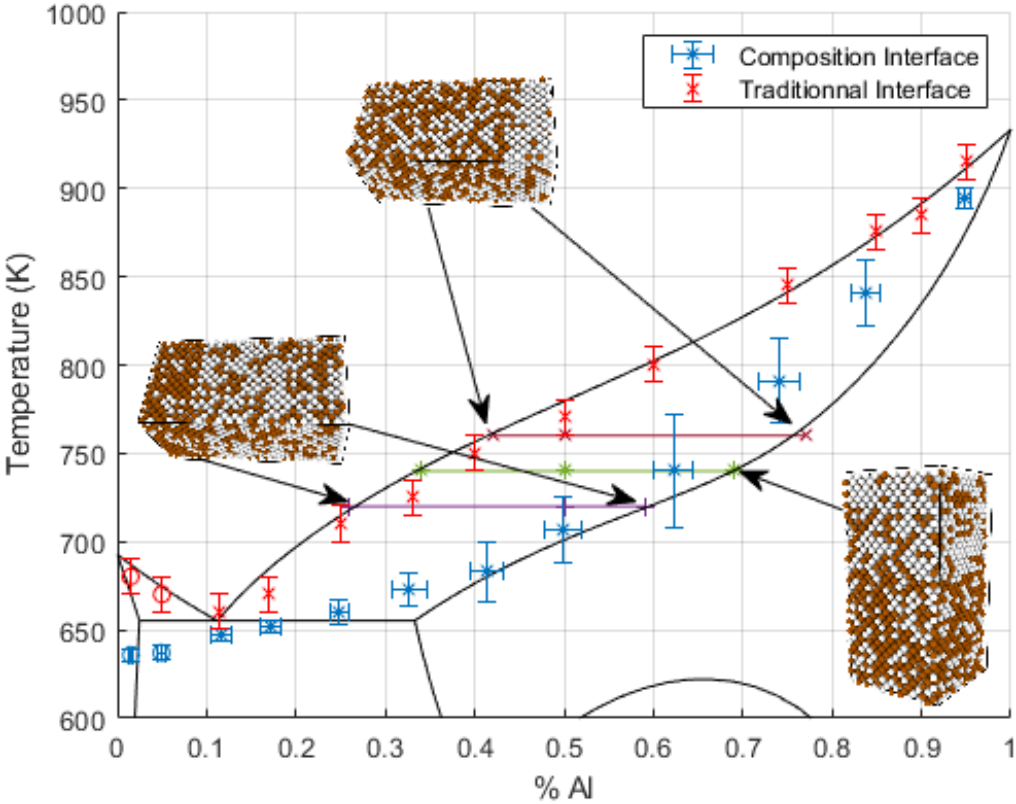 1000
950
900
850
800
750
700
650
600
Temperature (K)
Composition Interface
Traditionnal Interface
0 0.1 0.2 0.3 0.4 0.5 0.6 0.7 0.8 0.9 1
% Al